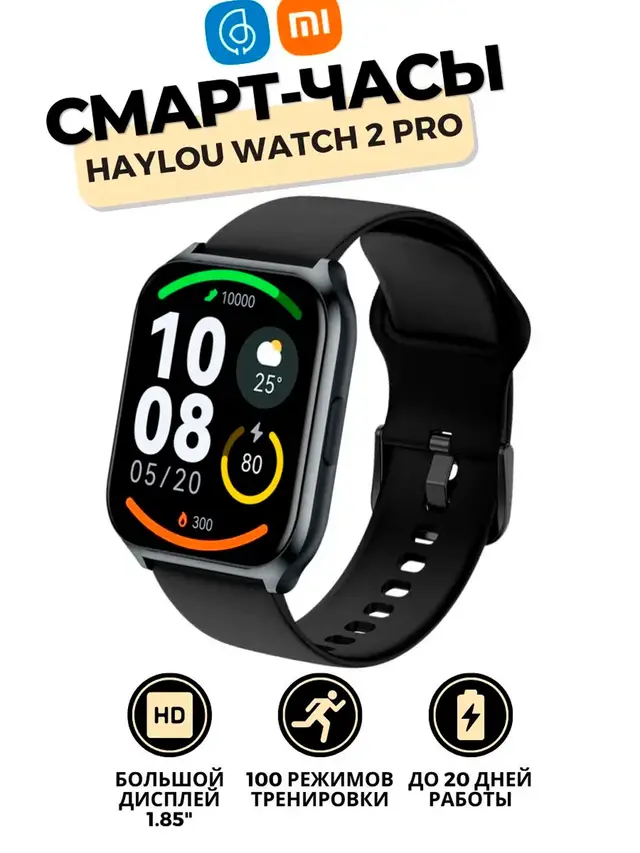 mi
СМАРТ-ЧАСЫ
HAYLOU WATCH 2 PRO
10000
10
25°
08
80
05/20
300
HD
БОЛЬШОЙ
ДИСПЛЕЙ
1.85"
100 РЕЖИМОВ
ТРЕНИРОВКИ
ДО 20 ДНЕЙ
РАБОТЫ